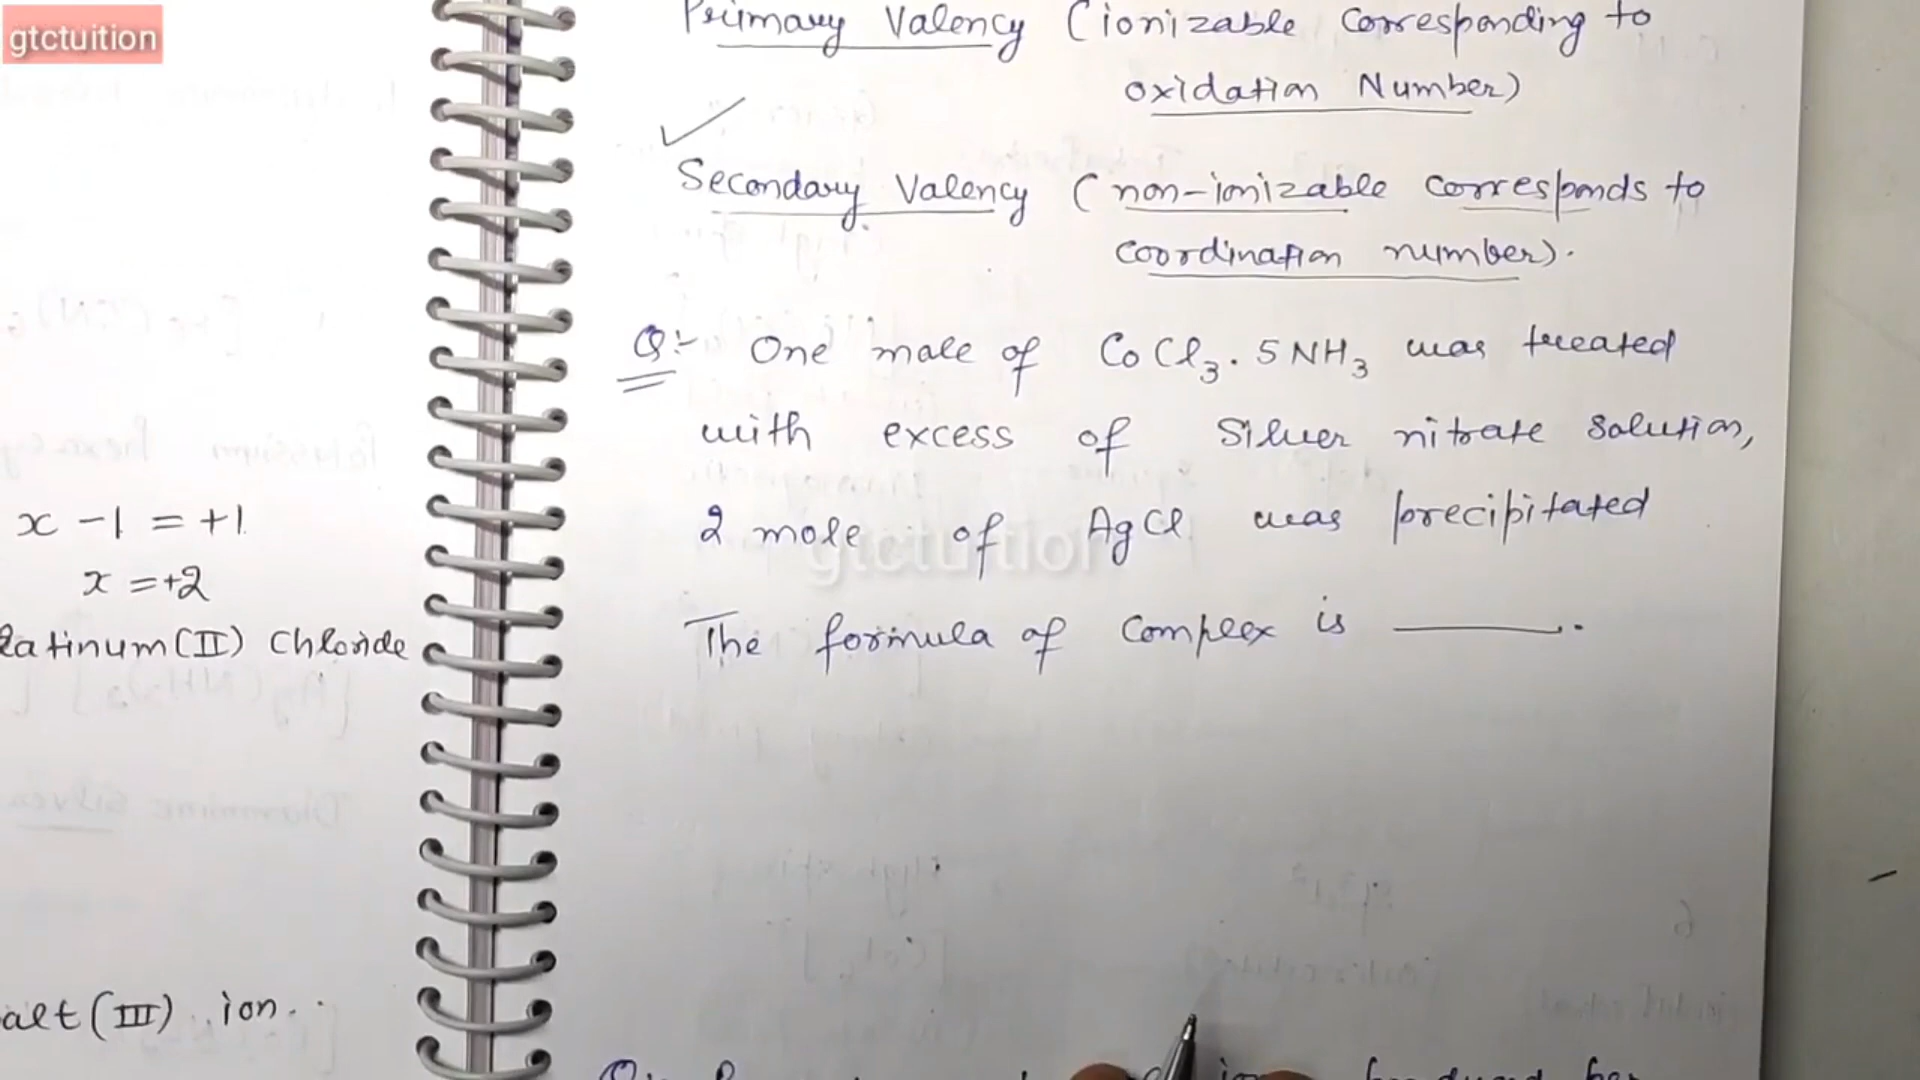 gtctuition
Primary Valency (ionizable corresponding to
oxidation Number)
Secondary Valency (non-ionizable corresponds to
coordination number).
Q:- One mole of CoCl₃. 5NH₃ was treated
with excess of Silver nitrate solution,
2 mole of AgCl was precipitated
gtctuition
The formula of complex is ———.
x -1 = +1
x = +2
latinum(II) Chloride
alt(III) ion.